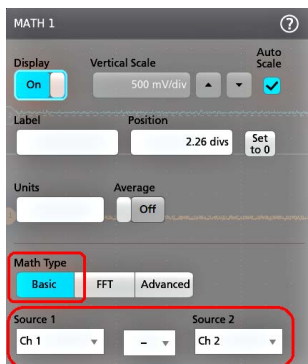 MATH 1 ?
Auto
Display Vertical Scale Scale
On 500 mV/div
Label Position
2.26 divs Set
to 0
Units Average
Off
Math Type
Basic FFT Advanced
Source 1 Source 2
Ch 1 – Ch 2